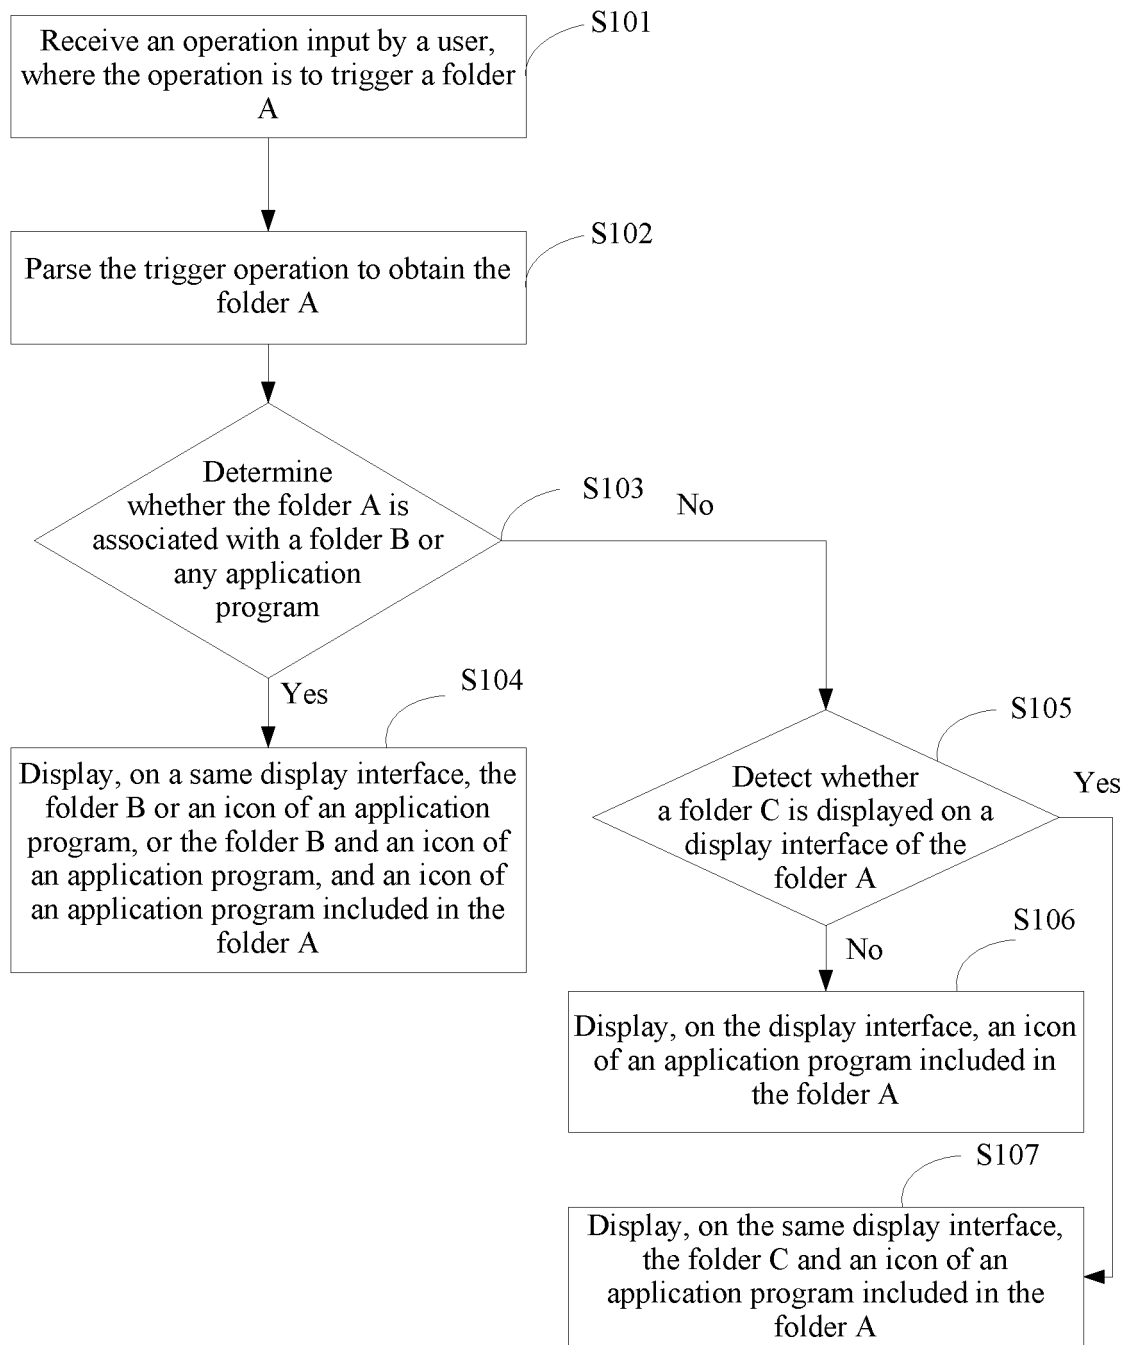 S101
Receive an operation input by a user,
where the operation is to trigger a folder
A
S102
Parse the trigger operation to obtain the
folder A
S103
No
Determine
whether the folder A is
associated with a folder B or
any application
program
Yes
S104
Display, on a same display interface, the
folder B or an icon of an application
program, or the folder B and an icon of
an application program, and an icon of
an application program included in the
folder A
S105
Yes
Detect whether
a folder C is displayed on a
display interface of the
folder A
No
S106
Display, on the display interface, an icon
of an application program included in
the folder A
S107
Display, on the same display interface,
the folder C and an icon of an
application program included in the
folder A